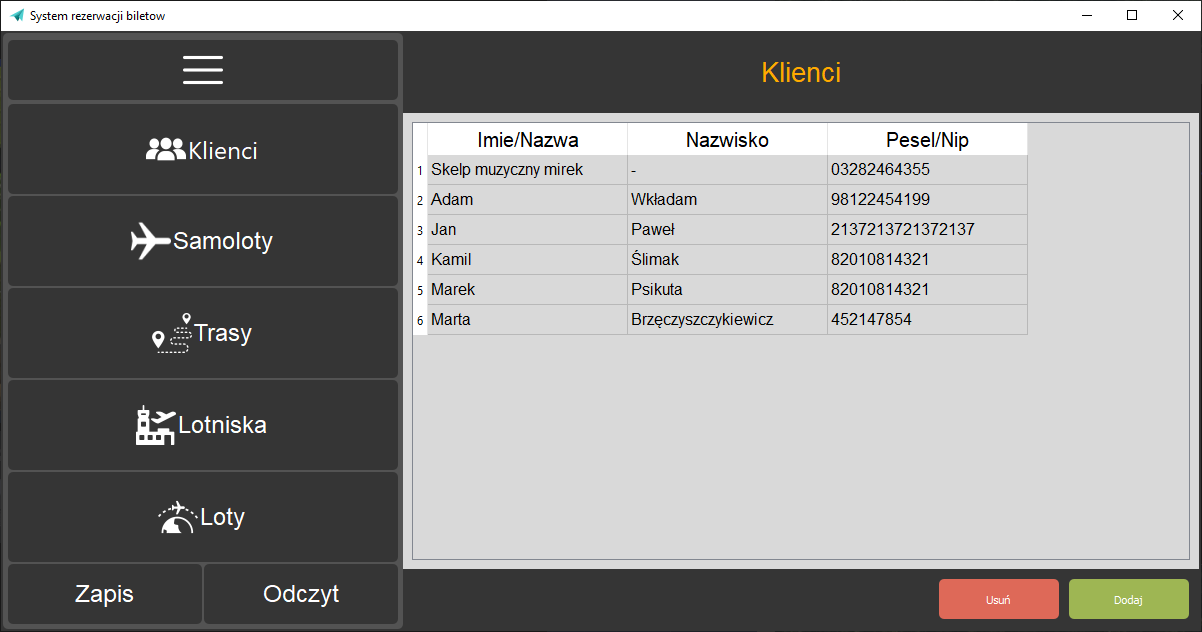 System rezerwacji biletow
Klienci
Samoloty
Trasy
Lotniska
Loty
Zapis Odczyt
Klienci
Imie/Nazwa Nazwisko Pesel/Nip
1 Skelp muzyczny mirek - 03282464355
2 Adam Wkładam 98122454199
3 Jan Paweł 2137213721372137
4 Kamil Ślimak 82010814321
5 Marek Psikuta 82010814321
6 Marta Brzęczyszczykiewicz 452147854
Usuń Dodaj